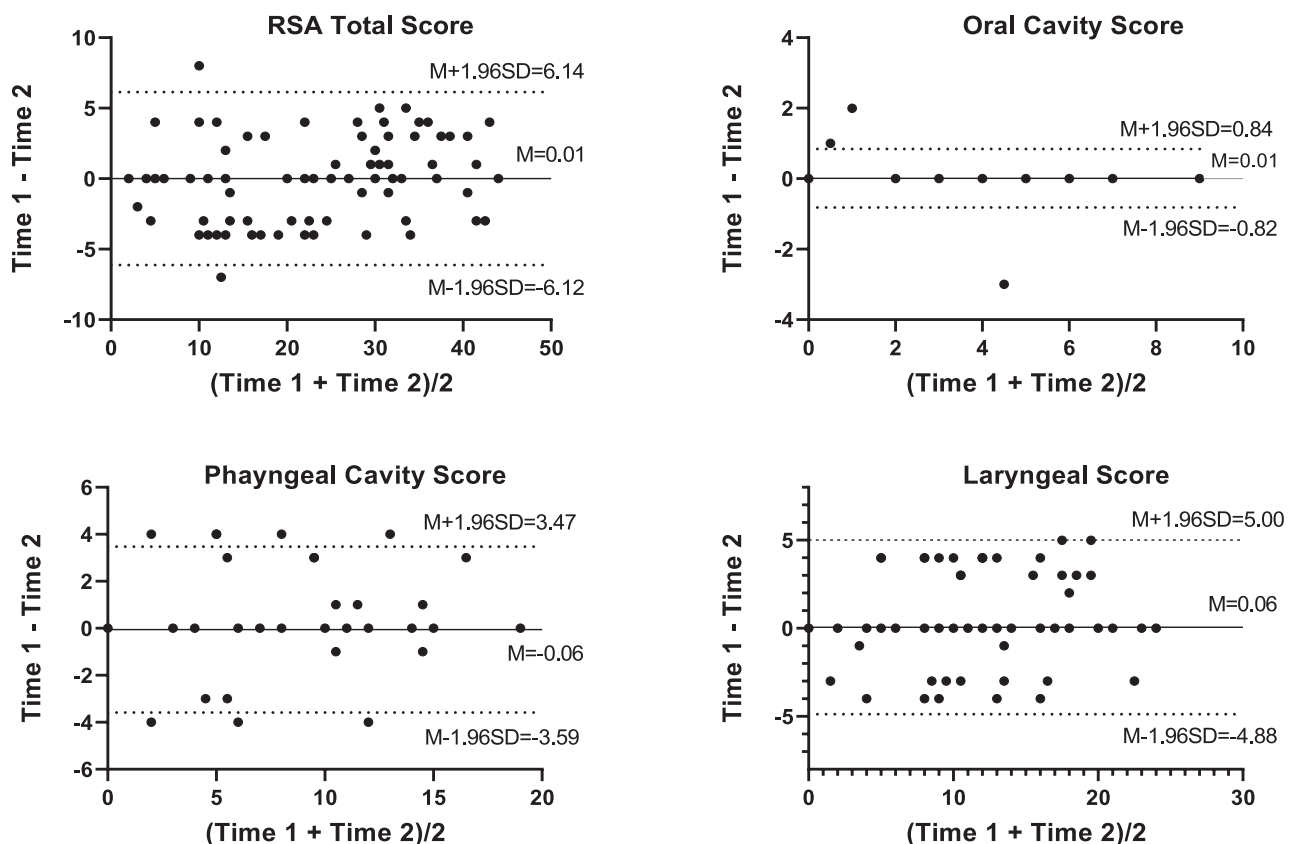 RSA Total Score
10
5
0
-5
-10
Time 1 - Time 2
M+1.96SD=6.14
M=0.01
M-1.96SD=-6.12
0 10 20 30 40 50
(Time 1 + Time 2)/2
Oral Cavity Score
4
2
0
-2
-4
Time 1 - Time 2
M+1.96SD=0.84
M=0.01
M-1.96SD=-0.82
0 2 4 6 8 10
(Time 1 + Time 2)/2
Phayngeal Cavity Score
6
4
2
0
-2
-4
-6
Time 1 - Time 2
M+1.96SD=3.47
M=-0.06
M-1.96SD=-3.59
0 5 10 15 20
(Time 1 + Time 2)/2
Laryngeal Score
5
0
-5
Time 1 - Time 2
M+1.96SD=5.00
M=0.06
M-1.96SD=-4.88
0 10 20 30
(Time 1 + Time 2)/2